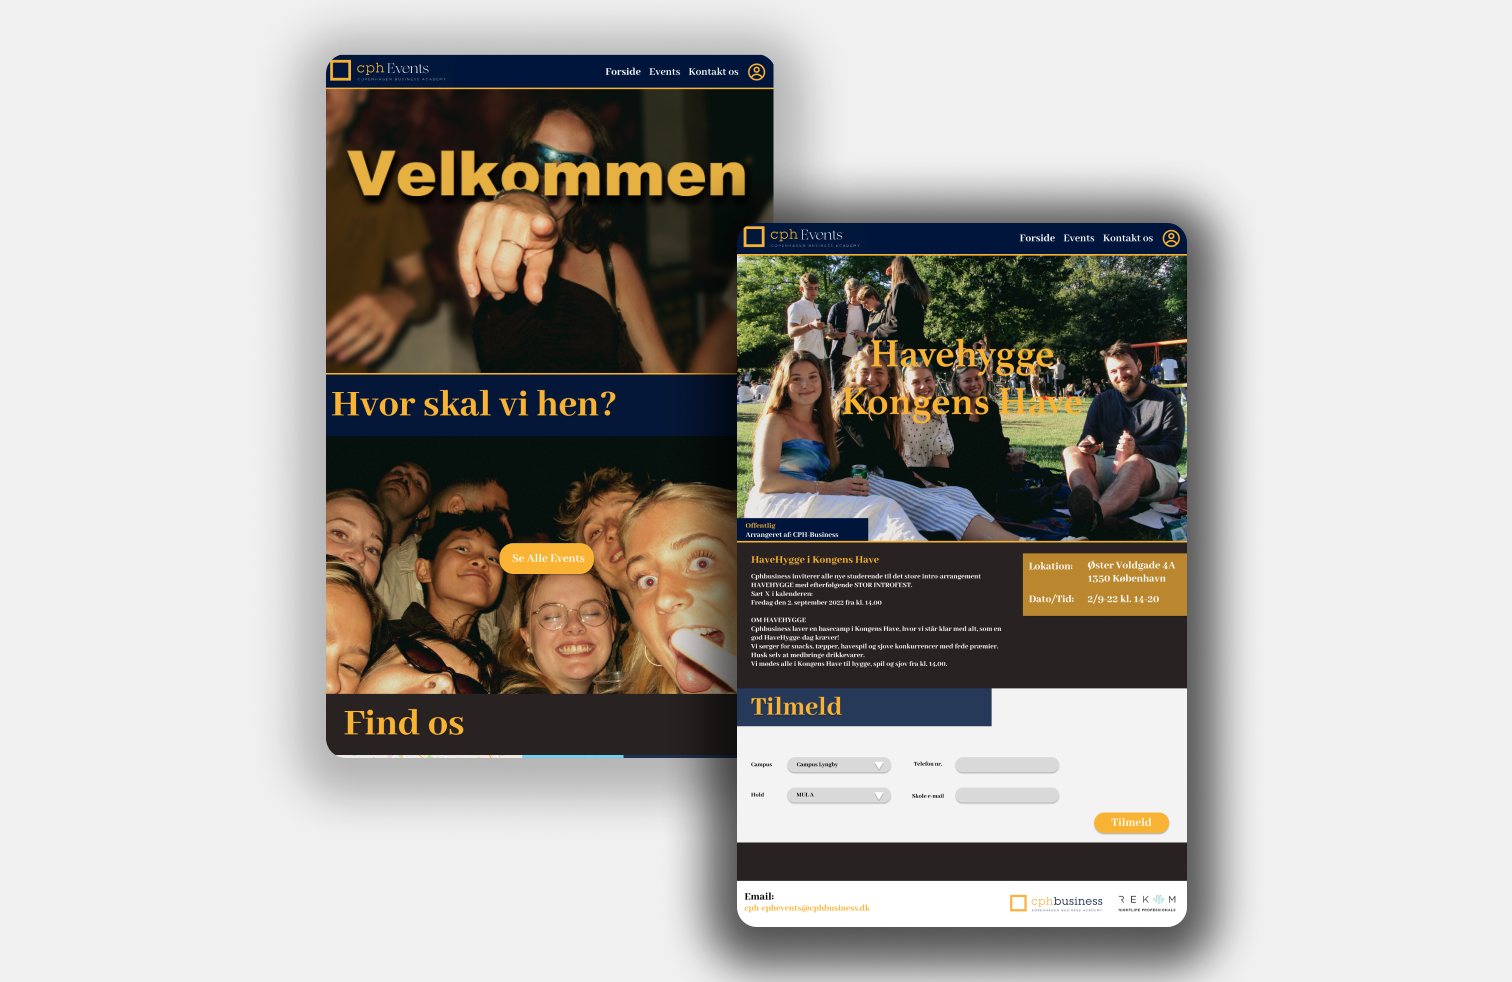 cph Events
COPENHAGEN BUSINESS ACADEMY
Forside Events Kontakt os
Velkommen
Hvor skal vi hen?
Se Alle Events
Find os
cph Events
COPENHAGEN BUSINESS ACADEMY
Forside Events Kontakt os
Havehygge
Kongens Have
Offentlig
Arrangeret af: CPH-Business
HaveHygge i Kongens Have
Cphbusiness inviterer alle nye studerende til det store intro-arrangement
HAVEHYGGE med efterfølgende STOR INTROFEST.
Sæt X i kalenderen:
Fredag den 2. september 2022 fra kl. 14.00
OM HAVEHYGGE
Cphbusiness laver en basecamp i Kongens Have, hvor vi står klar med alt, som en
god HaveHygge-dag kræver!
Vi sørger for snacks, tæpper, havespil og sjove konkurrencer med fede præmier.
Husk selv at medbringe drikkevarer.
Vi mødes alle i Kongens Have til hygge, spil og sjov fra kl. 14.00.
Lokation: Øster Voldgade 4A
1350 København
Dato/Tid: 2/9-22 kl. 14-20
Tilmeld
Campus Campus Lyngby Telefon nr.
Hold MUL A Skole e-mail
Tilmeld
Email:
cph-cphevents@cphbusiness.dk
cphbusiness
COPENHAGEN BUSINESS ACADEMY
REKOM
NIGHTLIFE PROFESSIONALS